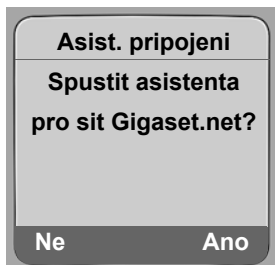 Asist. pripojeni
Spustit asistenta
pro sit Gigaset.net?
Ne Ano